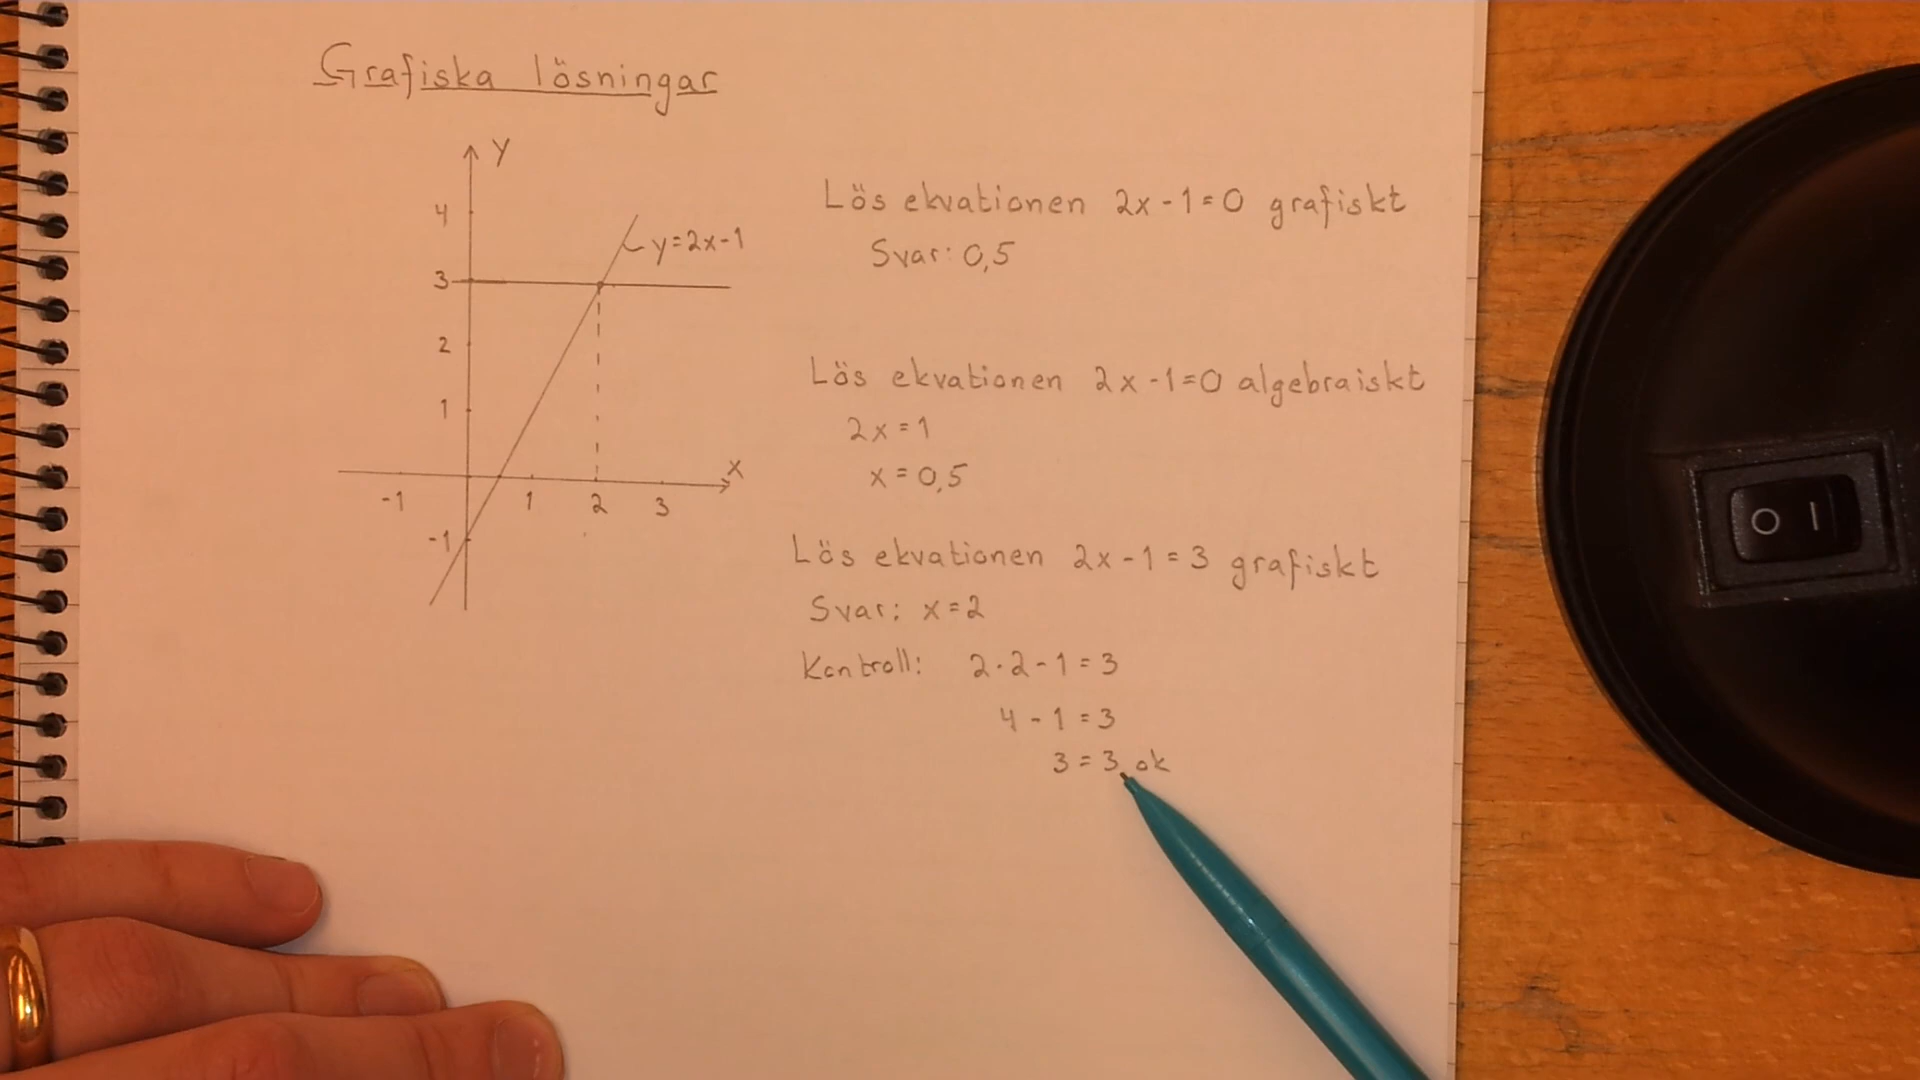 Grafiska lösningar
y
4
y=2x-1
3
2
1
x
-1 1 2 3
-1
Lös ekvationen 2x-1=0 grafiskt
Svar: 0,5
Lös ekvationen 2x-1=0 algebraiskt
2x=1
x=0,5
Lös ekvationen 2x-1=3 grafiskt
Svar: x=2
Kontroll: 2·2-1=3
4-1=3
3=3 ok
O I